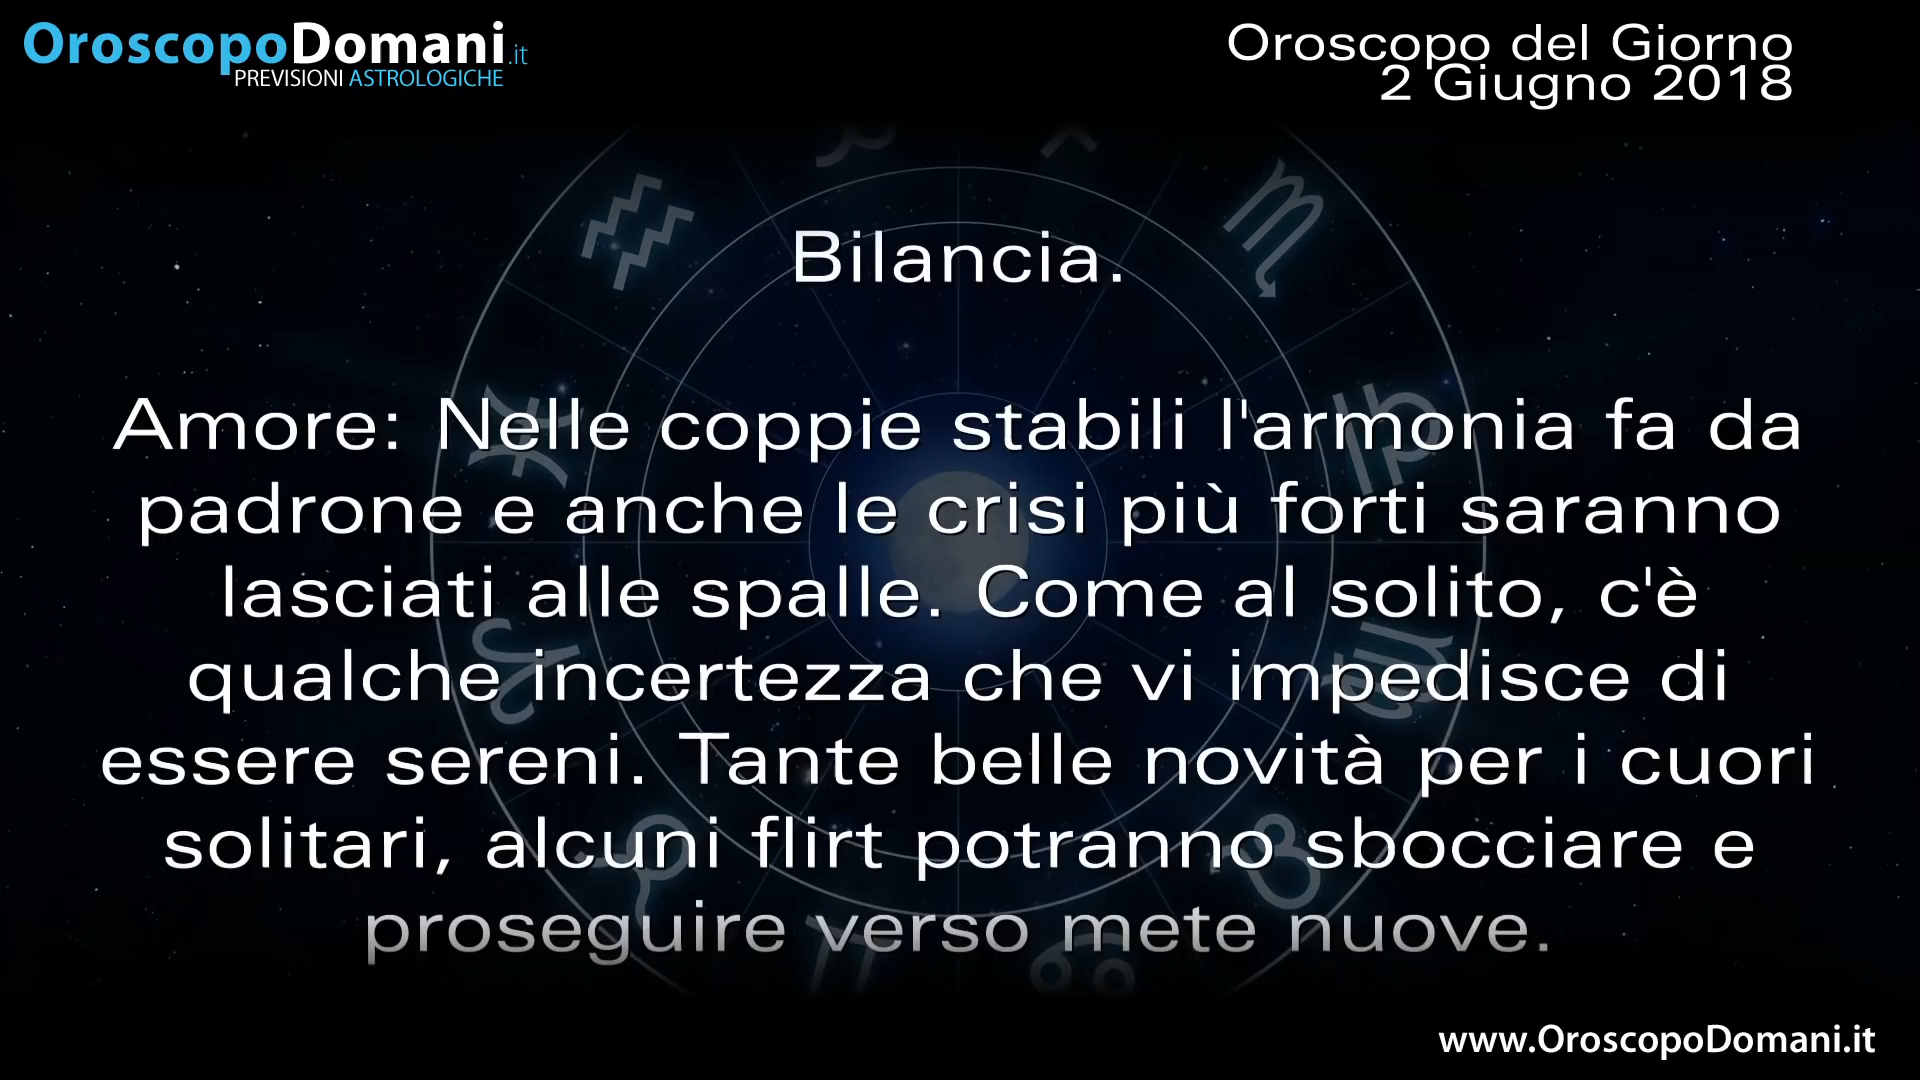 OroscopoDomani.it
PREVISIONI ASTROLOGICHE
Oroscopo del Giorno
2 Giugno 2018
Bilancia.
Amore: Nelle coppie stabili l'armonia fa da
padrone e anche le crisi più forti saranno
lasciati alle spalle. Come al solito, c'è
qualche incertezza che vi impedisce di
essere sereni. Tante belle novità per i cuori
solitari, alcuni flirt potranno sbocciare e
proseguire verso mete nuove.
www.OroscopoDomani.it